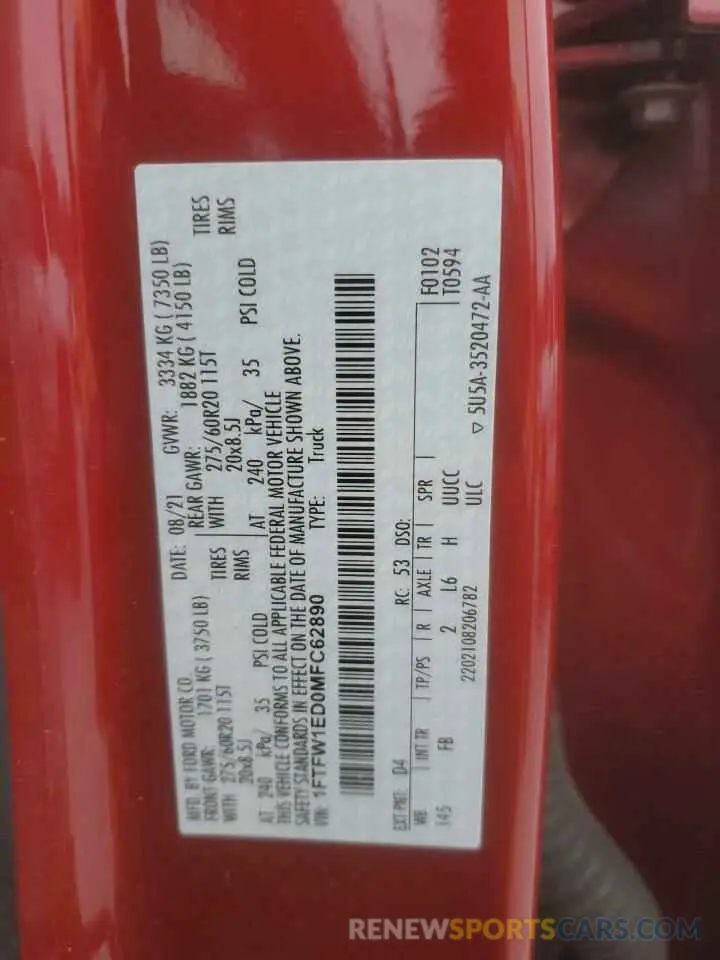 MFD. BY FORD MOTOR CO.
DATE: 08/21 GVWR: 3334 KG ( 7350 LB)
FRONT GAWR: 1701 KG ( 3750 LB)
REAR GAWR: 1882 KG ( 4150 LB)
WITH 275/60R20 115T TIRES
WITH 275/60R20 115T TIRES
20x8.5J RIMS
20x8.5J RIMS
AT 240 kPa/ 35 PSI COLD
AT 240 kPa/ 35 PSI COLD
THIS VEHICLE CONFORMS TO ALL APPLICABLE FEDERAL MOTOR VEHICLE
SAFETY STANDARDS IN EFFECT ON THE DATE OF MANUFACTURE SHOWN ABOVE.
VIN: 1FTFW1ED0MFC62890 TYPE: Truck
EXT PNT: D4 RC: 53 DSO: F0102
WB INT TR TP/PS R AXLE TR SPR T0594
145 FB 2 L6 H UUCC
2202108206782 ULC ▽ 5U5A-3520472-AA
RENEWSPORTSCARS.COM